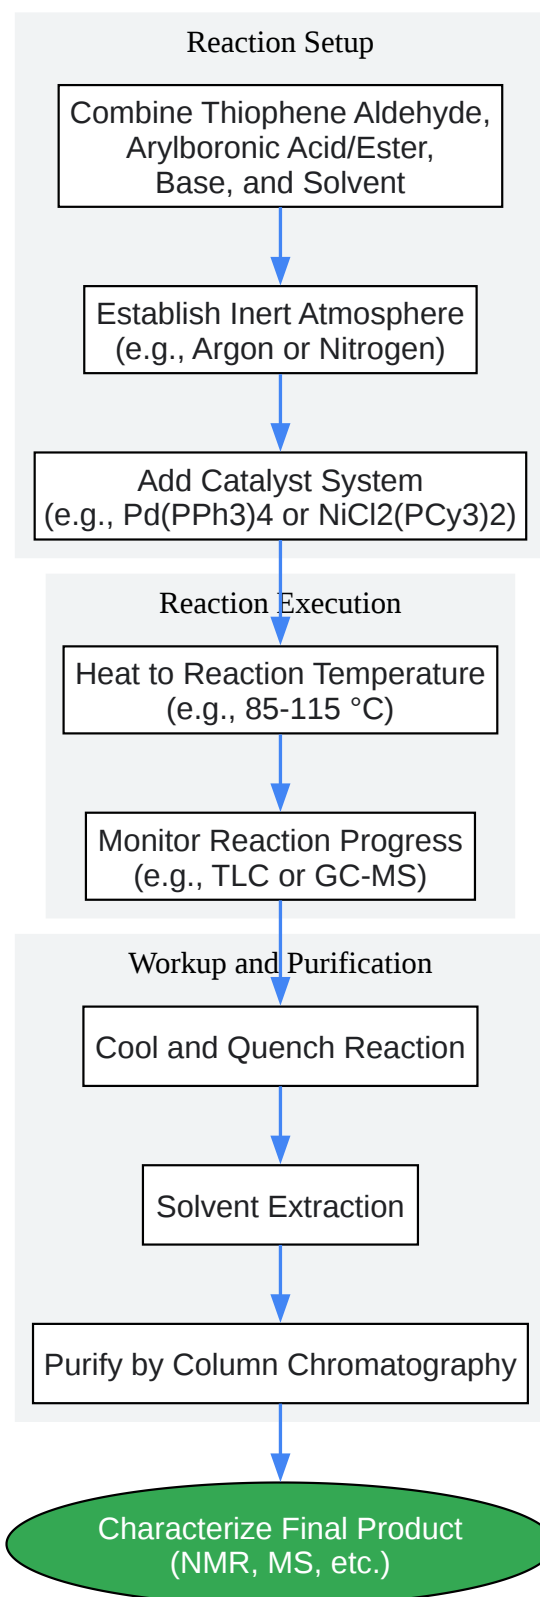 Reaction Setup
Combine Thiophene Aldehyde,
Arylboronic Acid/Ester,
Base, and Solvent
Establish Inert Atmosphere
(e.g., Argon or Nitrogen)
Add Catalyst System
(e.g., Pd(PPh3)4 or NiCl2(PCy3)2)
Reaction Execution
Heat to Reaction Temperature
(e.g., 85-115 °C)
Monitor Reaction Progress
(e.g., TLC or GC-MS)
Workup and Purification
Cool and Quench Reaction
Solvent Extraction
Purify by Column Chromatography
Characterize Final Product
(NMR, MS, etc.)